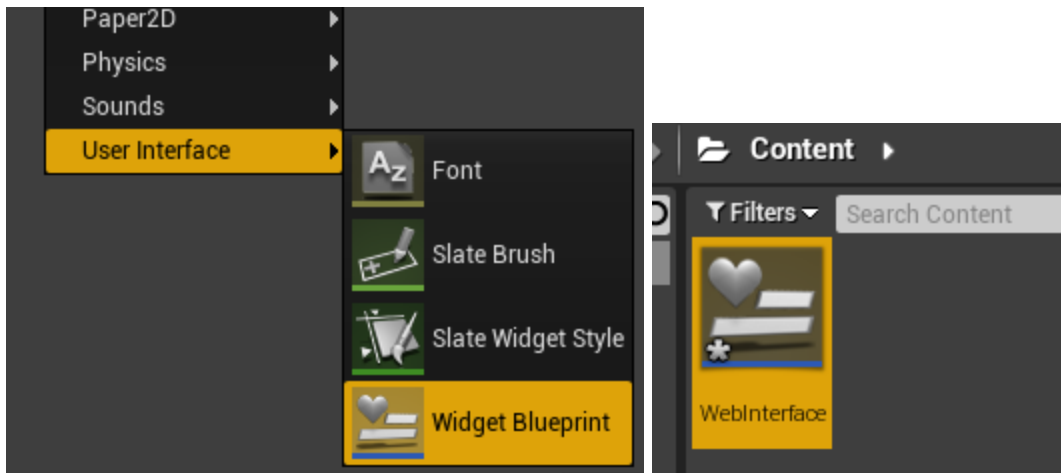 Paper2D
Physics
Sounds
User Interface
Font
Slate Brush
Slate Widget Style
Widget Blueprint
Content
Filters
Search Content
WebInterface